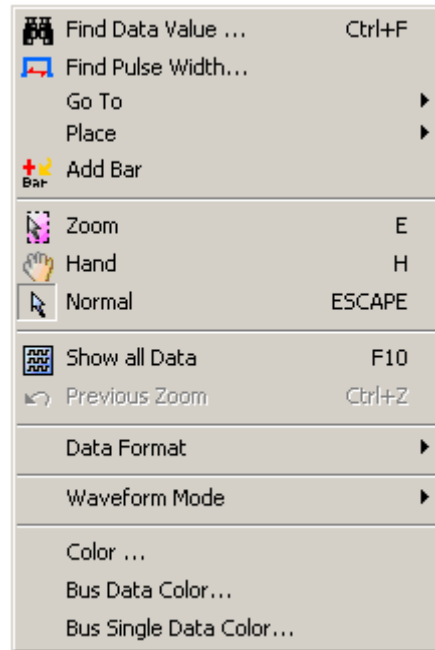 Find Data Value ... Ctrl+F
Find Pulse Width...
Go To
Place
Bar Add Bar
Zoom E
Hand H
Normal ESCAPE
Show all Data F10
Previous Zoom Ctrl+Z
Data Format
Waveform Mode
Color ...
Bus Data Color...
Bus Single Data Color...